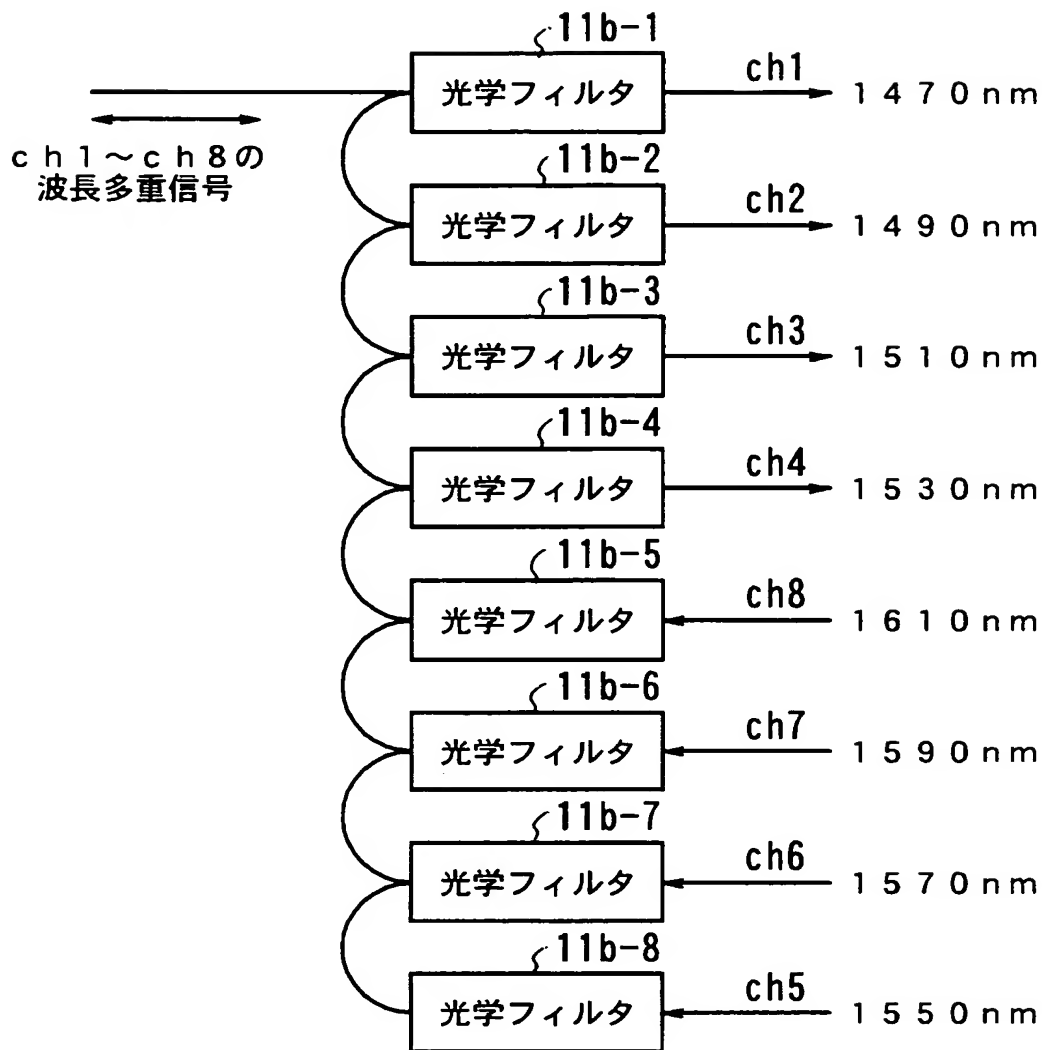 11b-1
光学フィルタ
ch1
1470nm
ch1～ch8の
波長多重信号
11b-2
光学フィルタ
ch2
1490nm
11b-3
光学フィルタ
ch3
1510nm
11b-4
光学フィルタ
ch4
1530nm
11b-5
光学フィルタ
ch8
1610nm
11b-6
光学フィルタ
ch7
1590nm
11b-7
光学フィルタ
ch6
1570nm
11b-8
光学フィルタ
ch5
1550nm